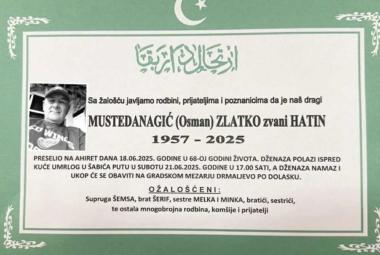 Sa žalošću javljamo rodbini, prijateljima i poznanicima da je naš dragi
MUSTEDANAGIĆ (Osman) ZLATKO zvani HATIN
1957 - 2025
PRESELIO NA AHIRET DANA 18.06.2025. GODINE U 68-OJ GODINI ŽIVOTA. DŽENAZA POLAZI ISPRED
KUĆE UMRLOG U ŠABIĆA PUTU U SUBOTU 21.06.2025. GODINE U 17.00 SATI, A DŽENAZA NAMAZ I
UKOP ĆE SE OBAVITI NA GRADSKOM MEZARJU DRMALJEVO PO DOLASKU.
OŽALOŠĆENI:
Supruga ŠEMSA, brat ŠERIF, sestre MELKA I MINKA, bratići, sestrići,
te ostala mnogobrojna rodbina, komšije i prijatelji